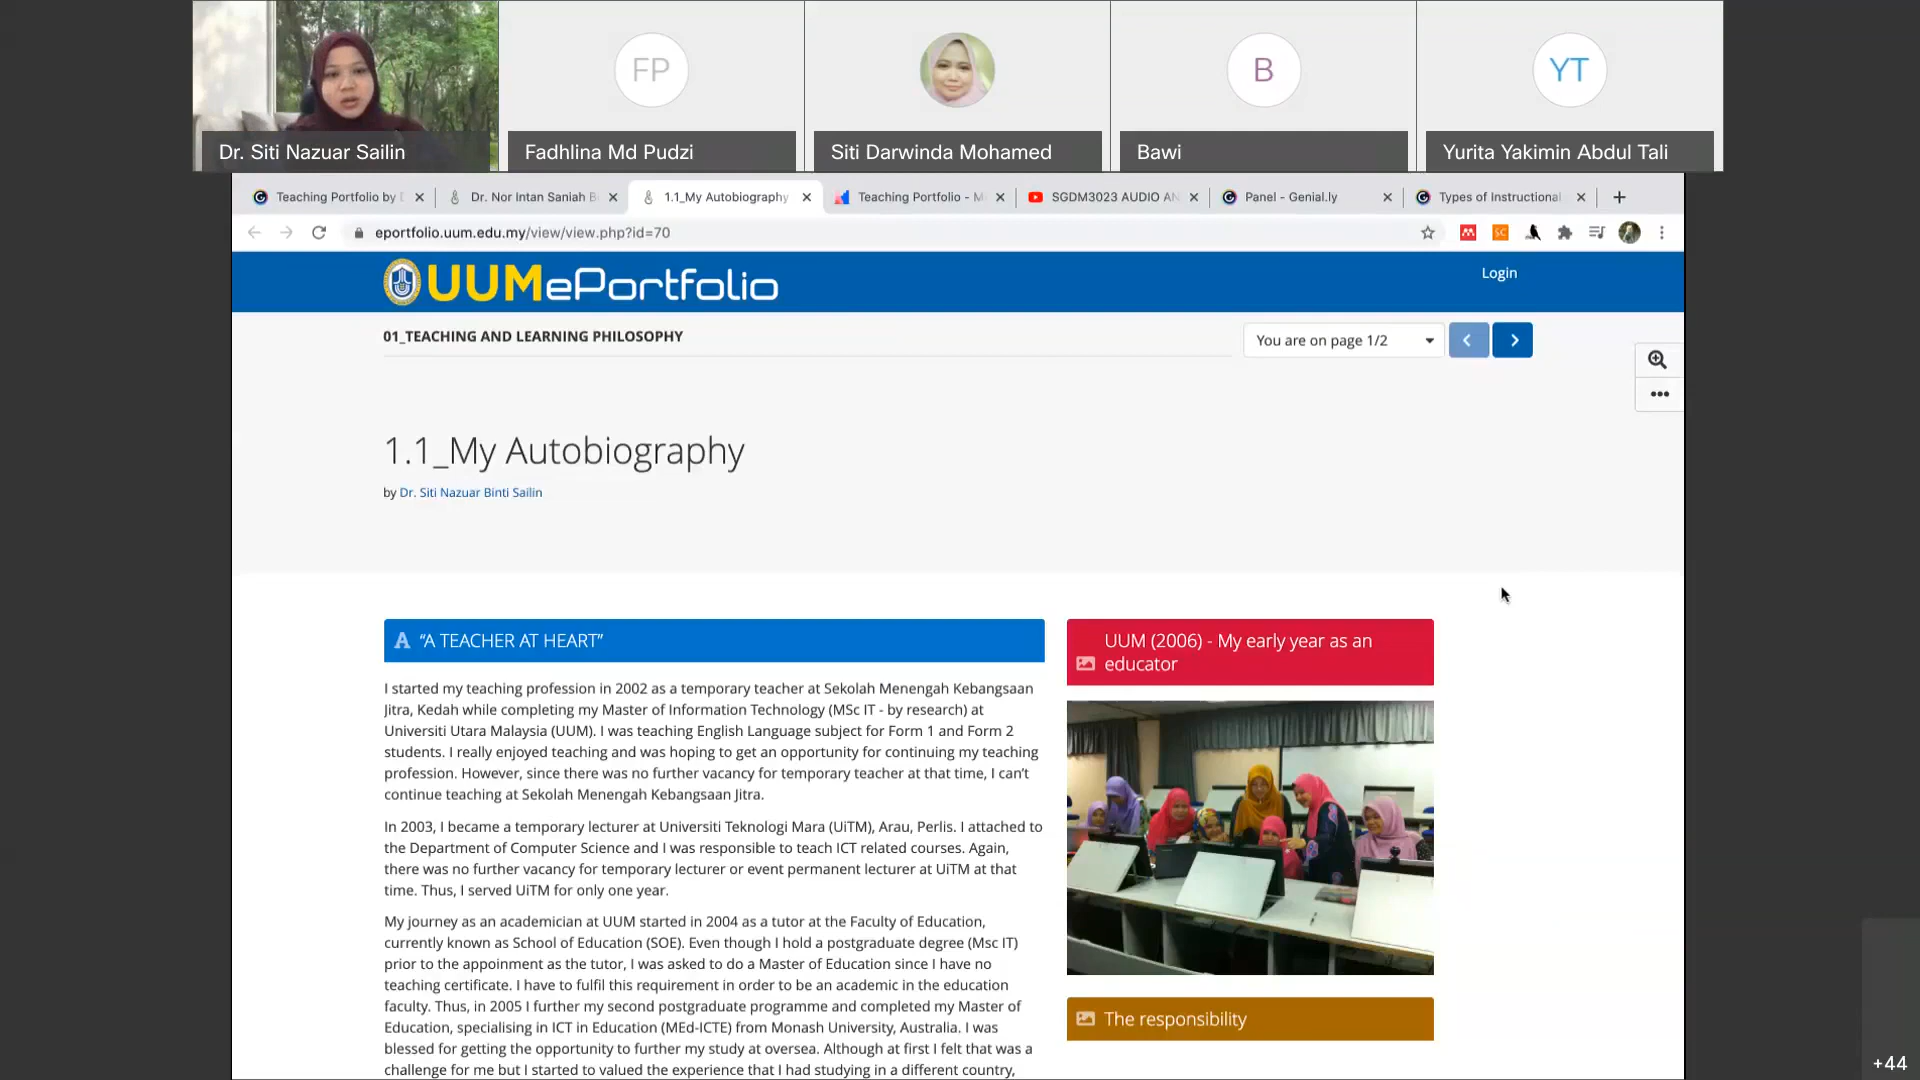 FP
B
YT
Dr. Siti Nazuar Sailin
Fadhlina Md Pudzi
Siti Darwinda Mohamed
Bawi
Yurita Yakimin Abdul Tali
Teaching Portfolio by
Dr. Nor Intan Saniah B
1.1_My Autobiography
Teaching Portfolio - M
SGDM3023 AUDIO AN
Panel - Genial.ly
Types of Instructional
eportfolio.uum.edu.my/view/view.php?id=70
SC
UUMePortfolio
Login
01_TEACHING AND LEARNING PHILOSOPHY
You are on page 1/2
1.1_My Autobiography
by Dr. Siti Nazuar Binti Sailin
A “A TEACHER AT HEART”
I started my teaching profession in 2002 as a temporary teacher at Sekolah Menengah Kebangsaan
Jitra, Kedah while completing my Master of Information Technology (MSc IT - by research) at
Universiti Utara Malaysia (UUM). I was teaching English Language subject for Form 1 and Form 2
students. I really enjoyed teaching and was hoping to get an opportunity for continuing my teaching
profession. However, since there was no further vacancy for temporary teacher at that time, I can’t
continue teaching at Sekolah Menengah Kebangsaan Jitra.
In 2003, I became a temporary lecturer at Universiti Teknologi Mara (UiTM), Arau, Perlis. I attached to
the Department of Computer Science and I was responsible to teach ICT related courses. Again,
there was no further vacancy for temporary lecturer or event permanent lecturer at UiTM at that
time. Thus, I served UiTM for only one year.
My journey as an academician at UUM started in 2004 as a tutor at the Faculty of Education,
currently known as School of Education (SOE). Even though I hold a postgraduate degree (Msc IT)
prior to the appoinment as the tutor, I was asked to do a Master of Education since I have no
teaching certificate. I have to fulfil this requirement in order to be an academic in the education
faculty. Thus, in 2005 I further my second postgraduate programme and completed my Master of
Education, specialising in ICT in Education (MEd-ICTE) from Monash University, Australia. I was
blessed for getting the opportunity to further my study at oversea. Although at first I felt that was a
challenge for me but I started to valued the experience that I had studying in a different country,
UUM (2006) - My early year as an
educator
The responsibility
+44